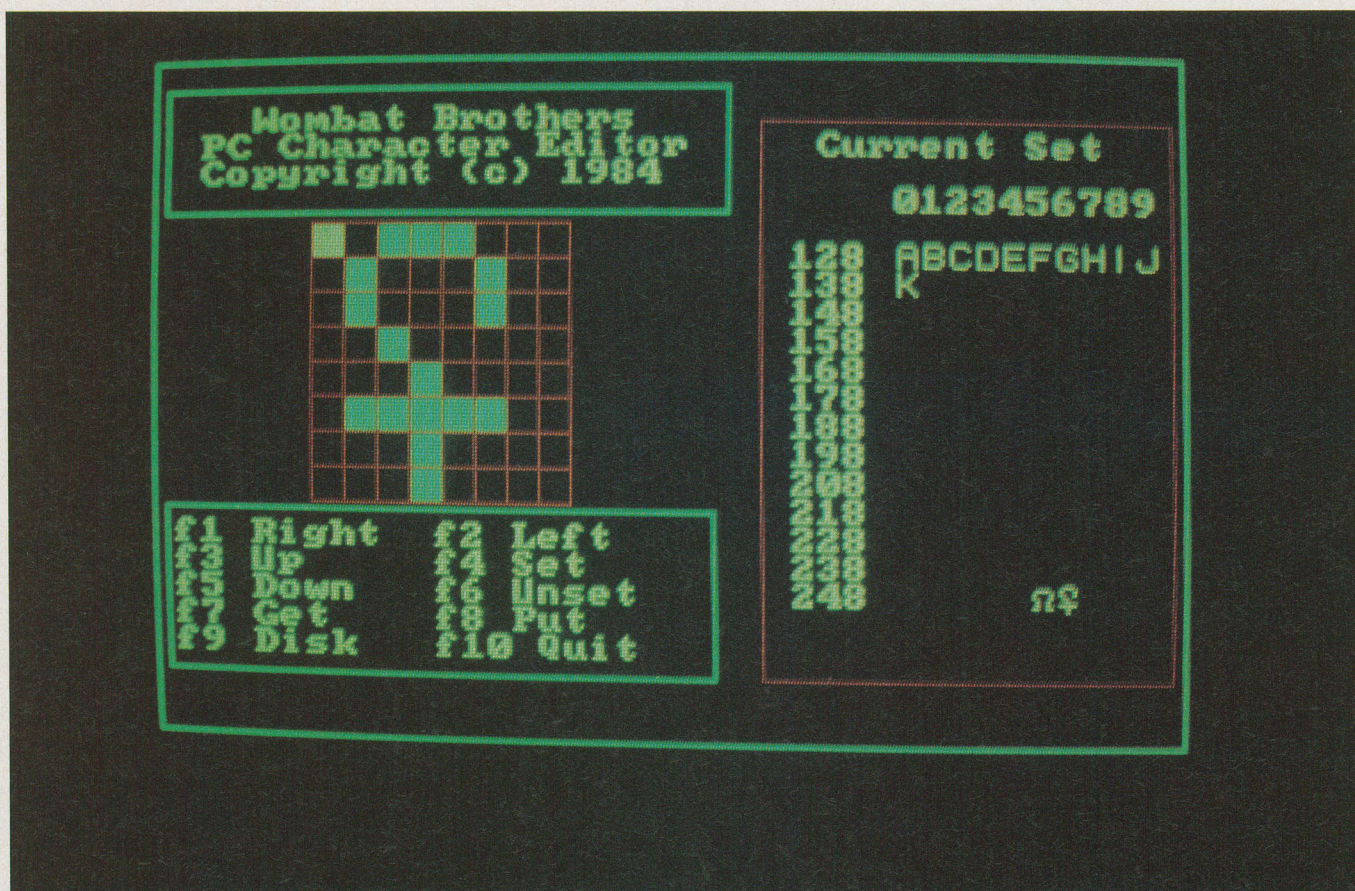 Wombat Brothers
PC Character Editor
Copyright (c) 1984
f1 Right f2 Left
f3 Up f4 Set
f5 Down f6 Unset
f7 Get f8 Put
f9 Disk f10 Quit
Current Set
0123456789
128 ABCDEFGHIJ
138 K
148
158
168
178
188
198
208
218
228
238
248